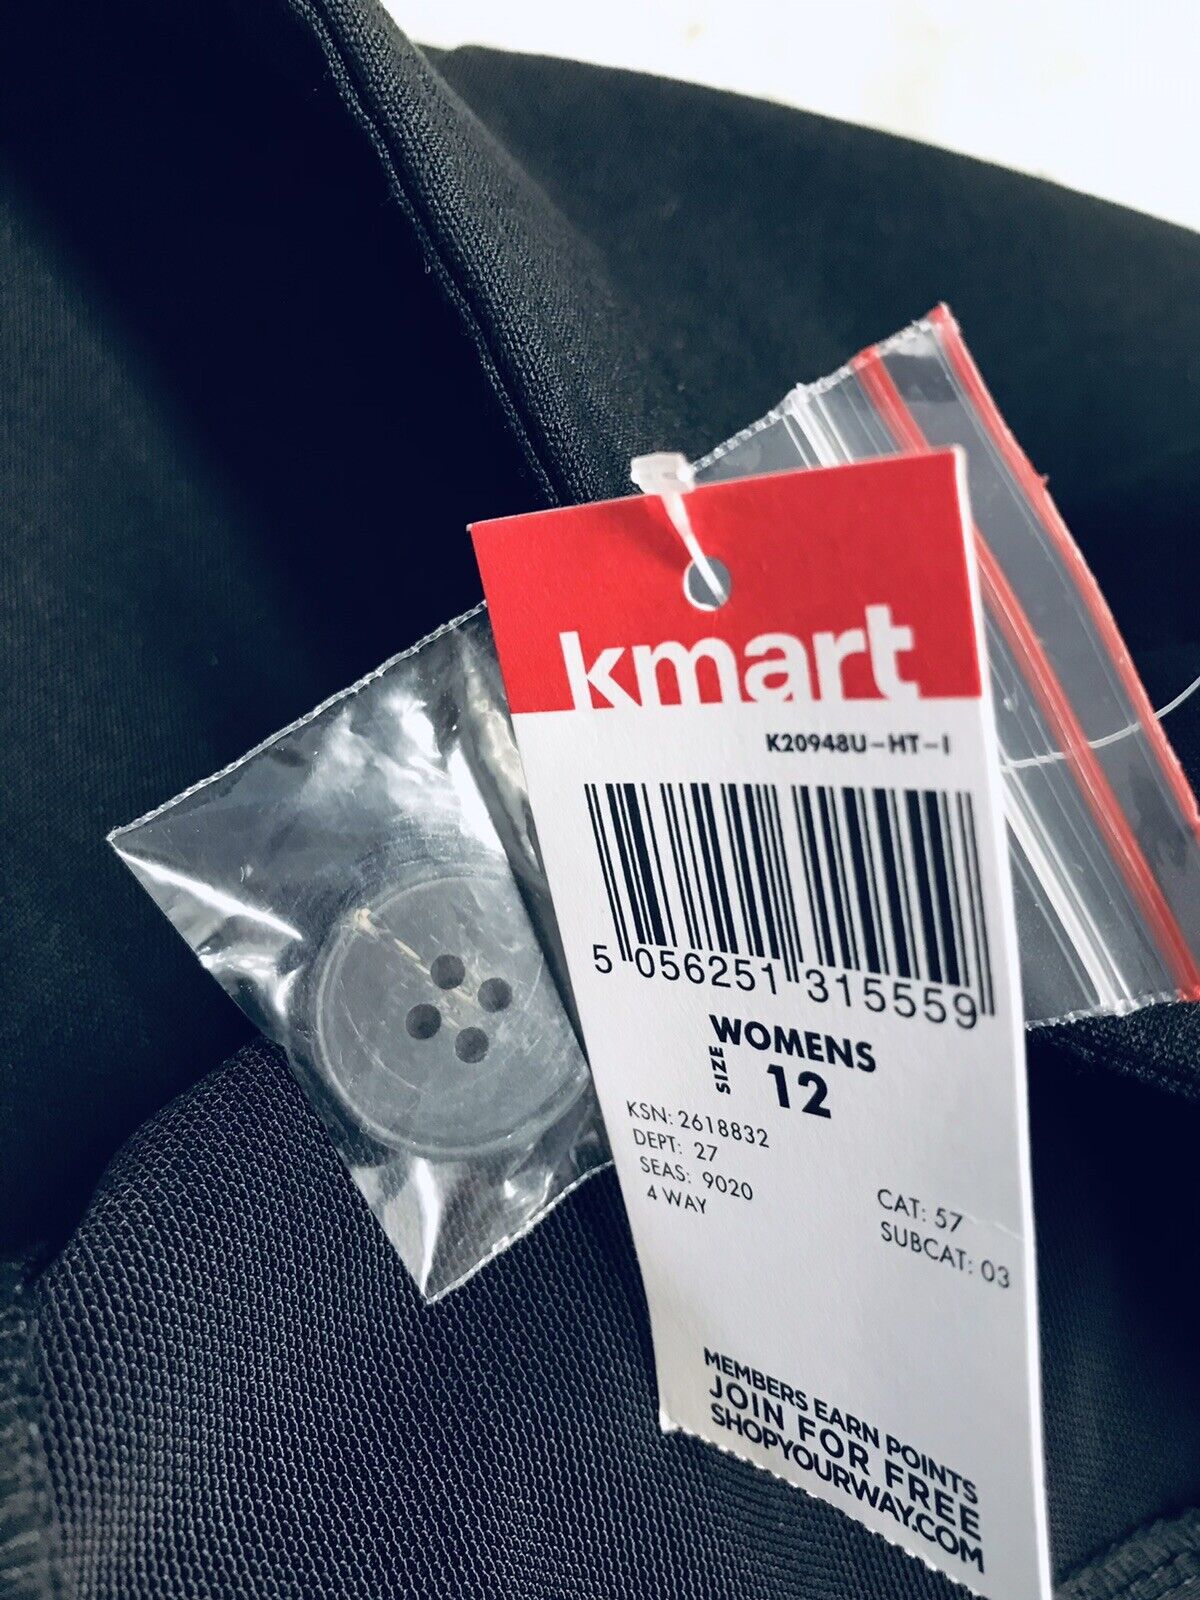 kmart
K20948U-HT-I
5 056251 315559
WOMENS
SIZE 12
KSN: 2618832
DEPT: 27
SEAS: 9020
4 WAY
CAT: 57
SUBCAT: 03
MEMBERS EARN POINTS
JOIN FOR FREE
SHOPYOURWAY.COM